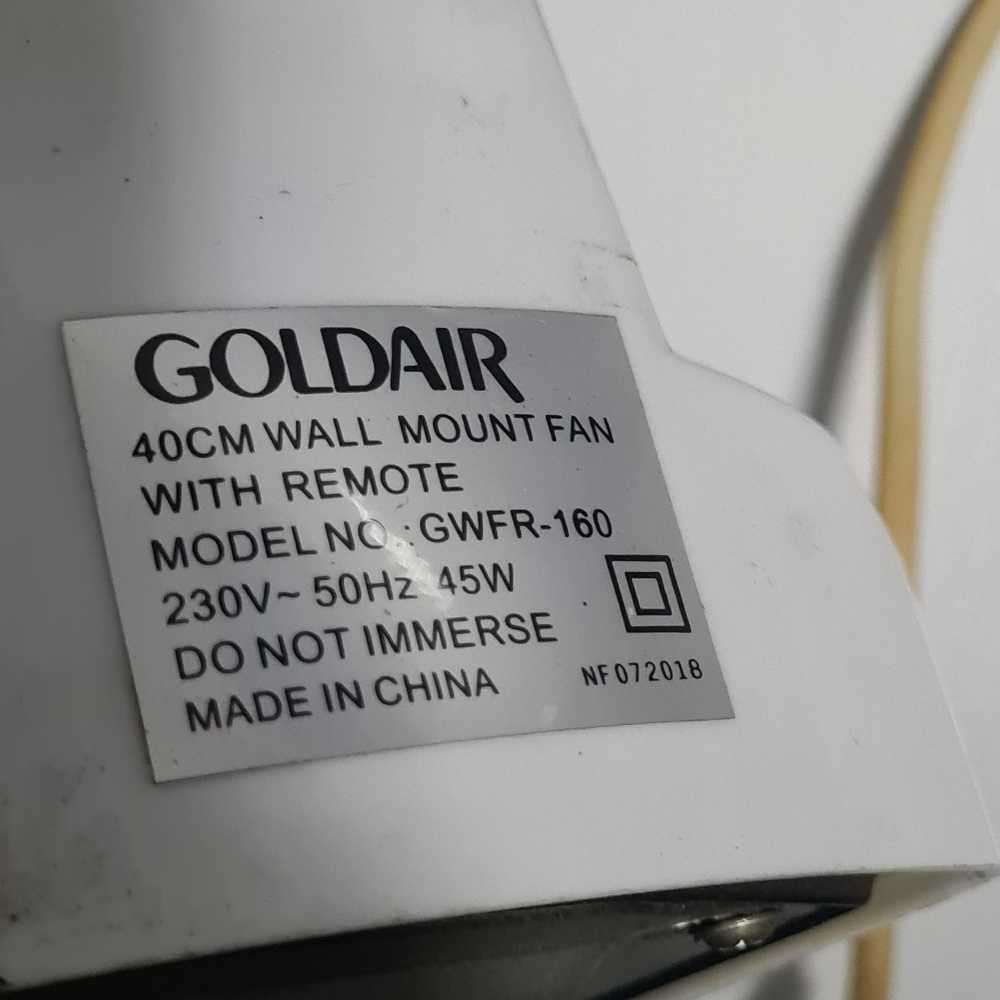 GOLDAIR
40CM WALL MOUNT FAN
WITH REMOTE
MODEL NO.: GWFR-160
230V~ 50Hz 45W
DO NOT IMMERSE
MADE IN CHINA
NF072018